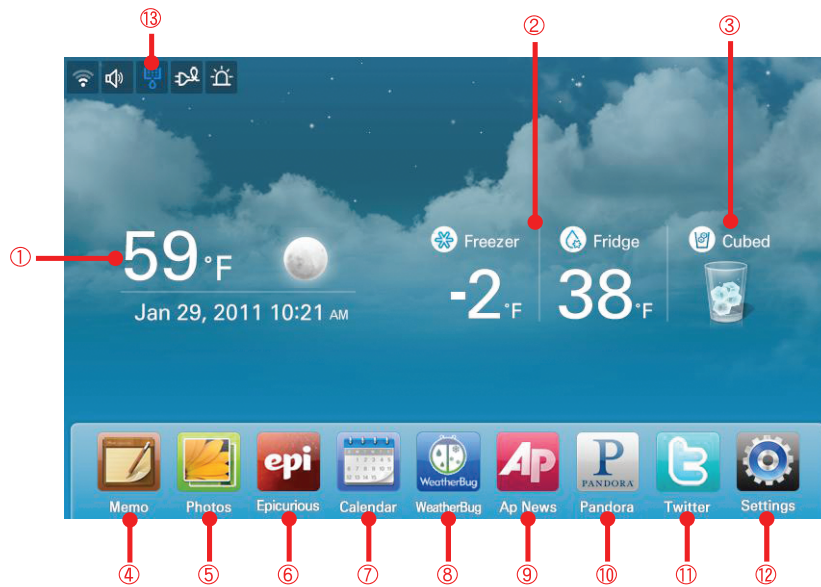 ⑬ ② ③
① 59°F
Jan 29, 2011 10:21 AM
Freezer
-2°F
Fridge
38°F
Cubed
epi
WeatherBug
AP
P
PANDORA
Memo Photos Epicurious Calendar WeatherBug Ap News Pandora Twitter Settings
④ ⑤ ⑥ ⑦ ⑧ ⑨ ⑩ ⑪ ⑫